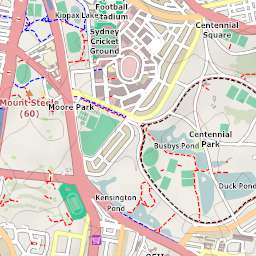 Football
Stadium
Kippax Lake
Sydney
Cricket
Ground
Centennial
Square
Mount Steele
(60)
Moore Park
Centennial
Park
Busbys Pond
Duck Pond
Kensington
Pond